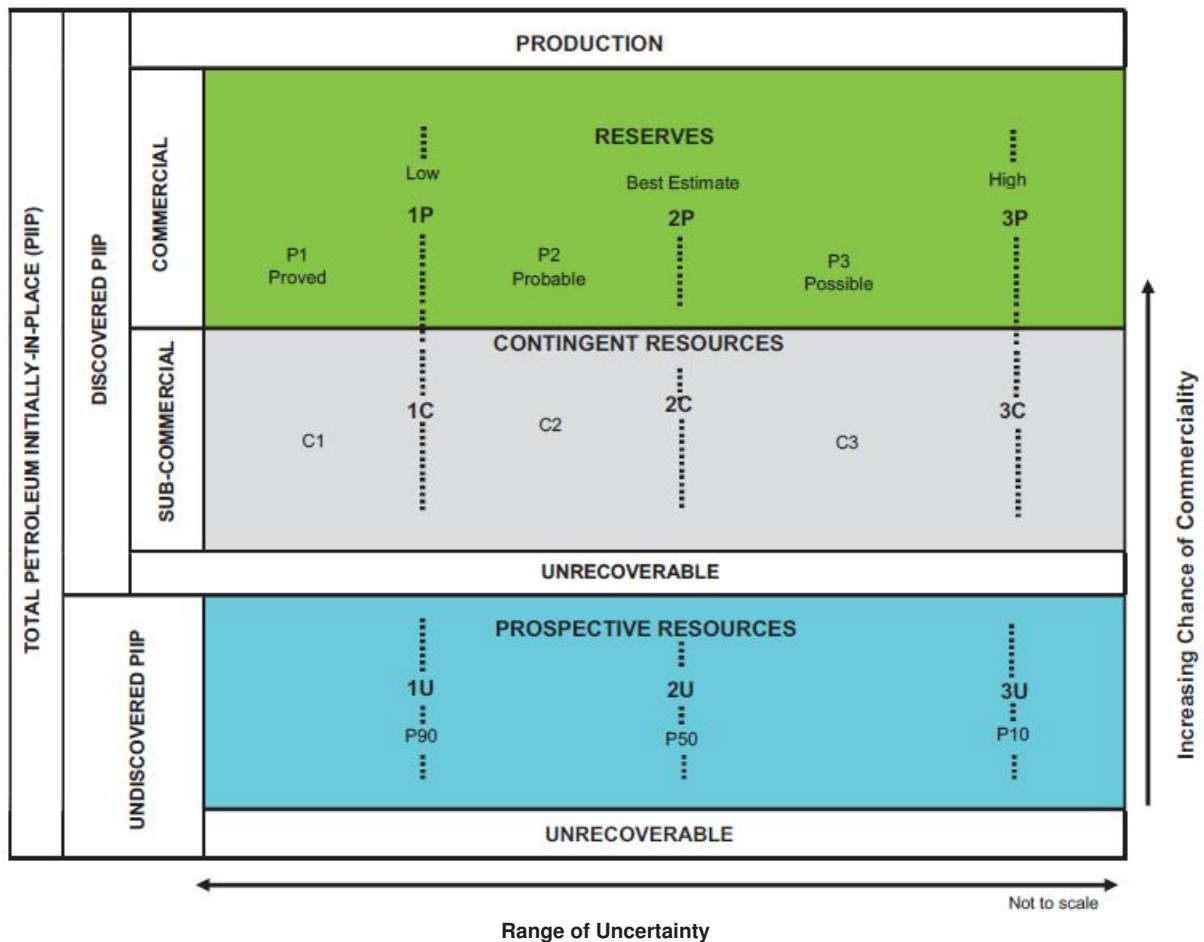 TOTAL PETROLEUM INITIALLY-IN-PLACE (PIIP)
DISCOVERED PIIP
UNDISCOVERED PIIP
COMMERCIAL
SUB-COMMERCIAL
PRODUCTION
RESERVES
Low
Best Estimate
High
1P
2P
3P
P1
Proved
P2
Probable
P3
Possible
CONTINGENT RESOURCES
1C
2C
3C
C1
C2
C3
UNRECOVERABLE
PROSPECTIVE RESOURCES
1U
2U
3U
P90
P50
P10
UNRECOVERABLE
Increasing Chance of Commerciality
Not to scale
Range of Uncertainty